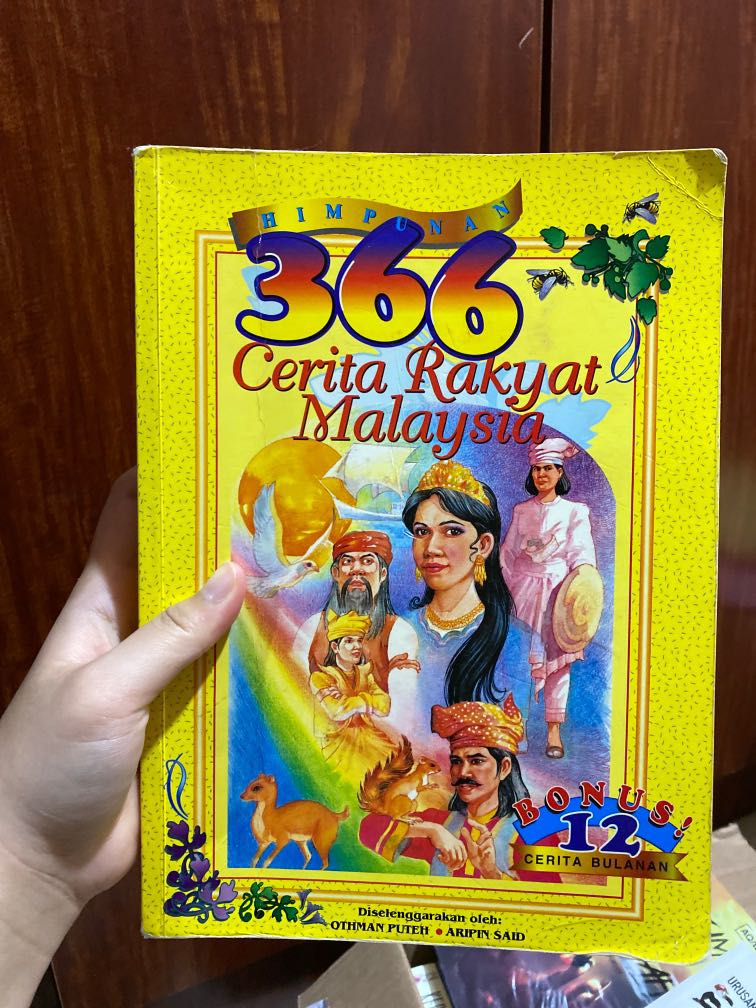 HIMPUNAN
366
Cerita Rakyat
Malaysia
BONUS!
12
CERITA BULANAN
Diselenggarakan oleh:
OTHMAN PUTEH • ARIPIN SAID